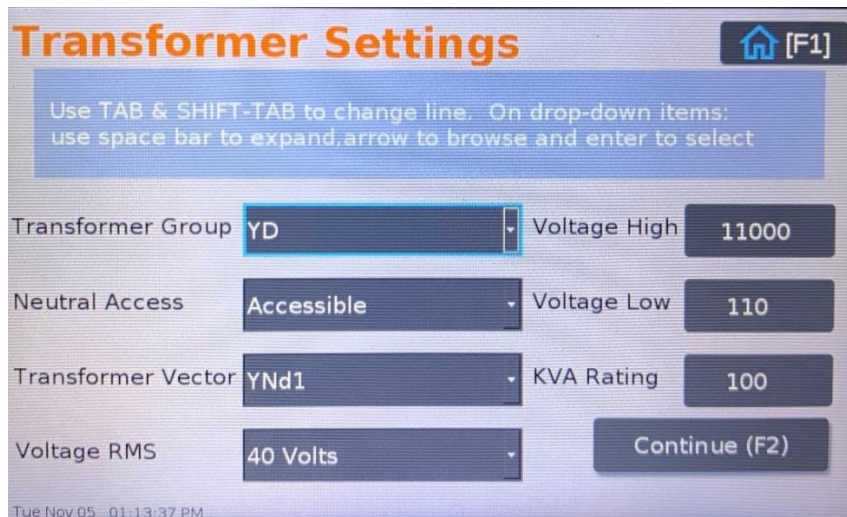 Transformer Settings
[F1]
Use TAB & SHIFT-TAB to change line. On drop-down items:
use space bar to expand,arrow to browse and enter to select
Transformer Group YD Voltage High 11000
Neutral Access Accessible Voltage Low 110
Transformer Vector YNd1 KVA Rating 100
Voltage RMS 40 Volts Continue (F2)
Tue Nov 05 01:13:37 PM